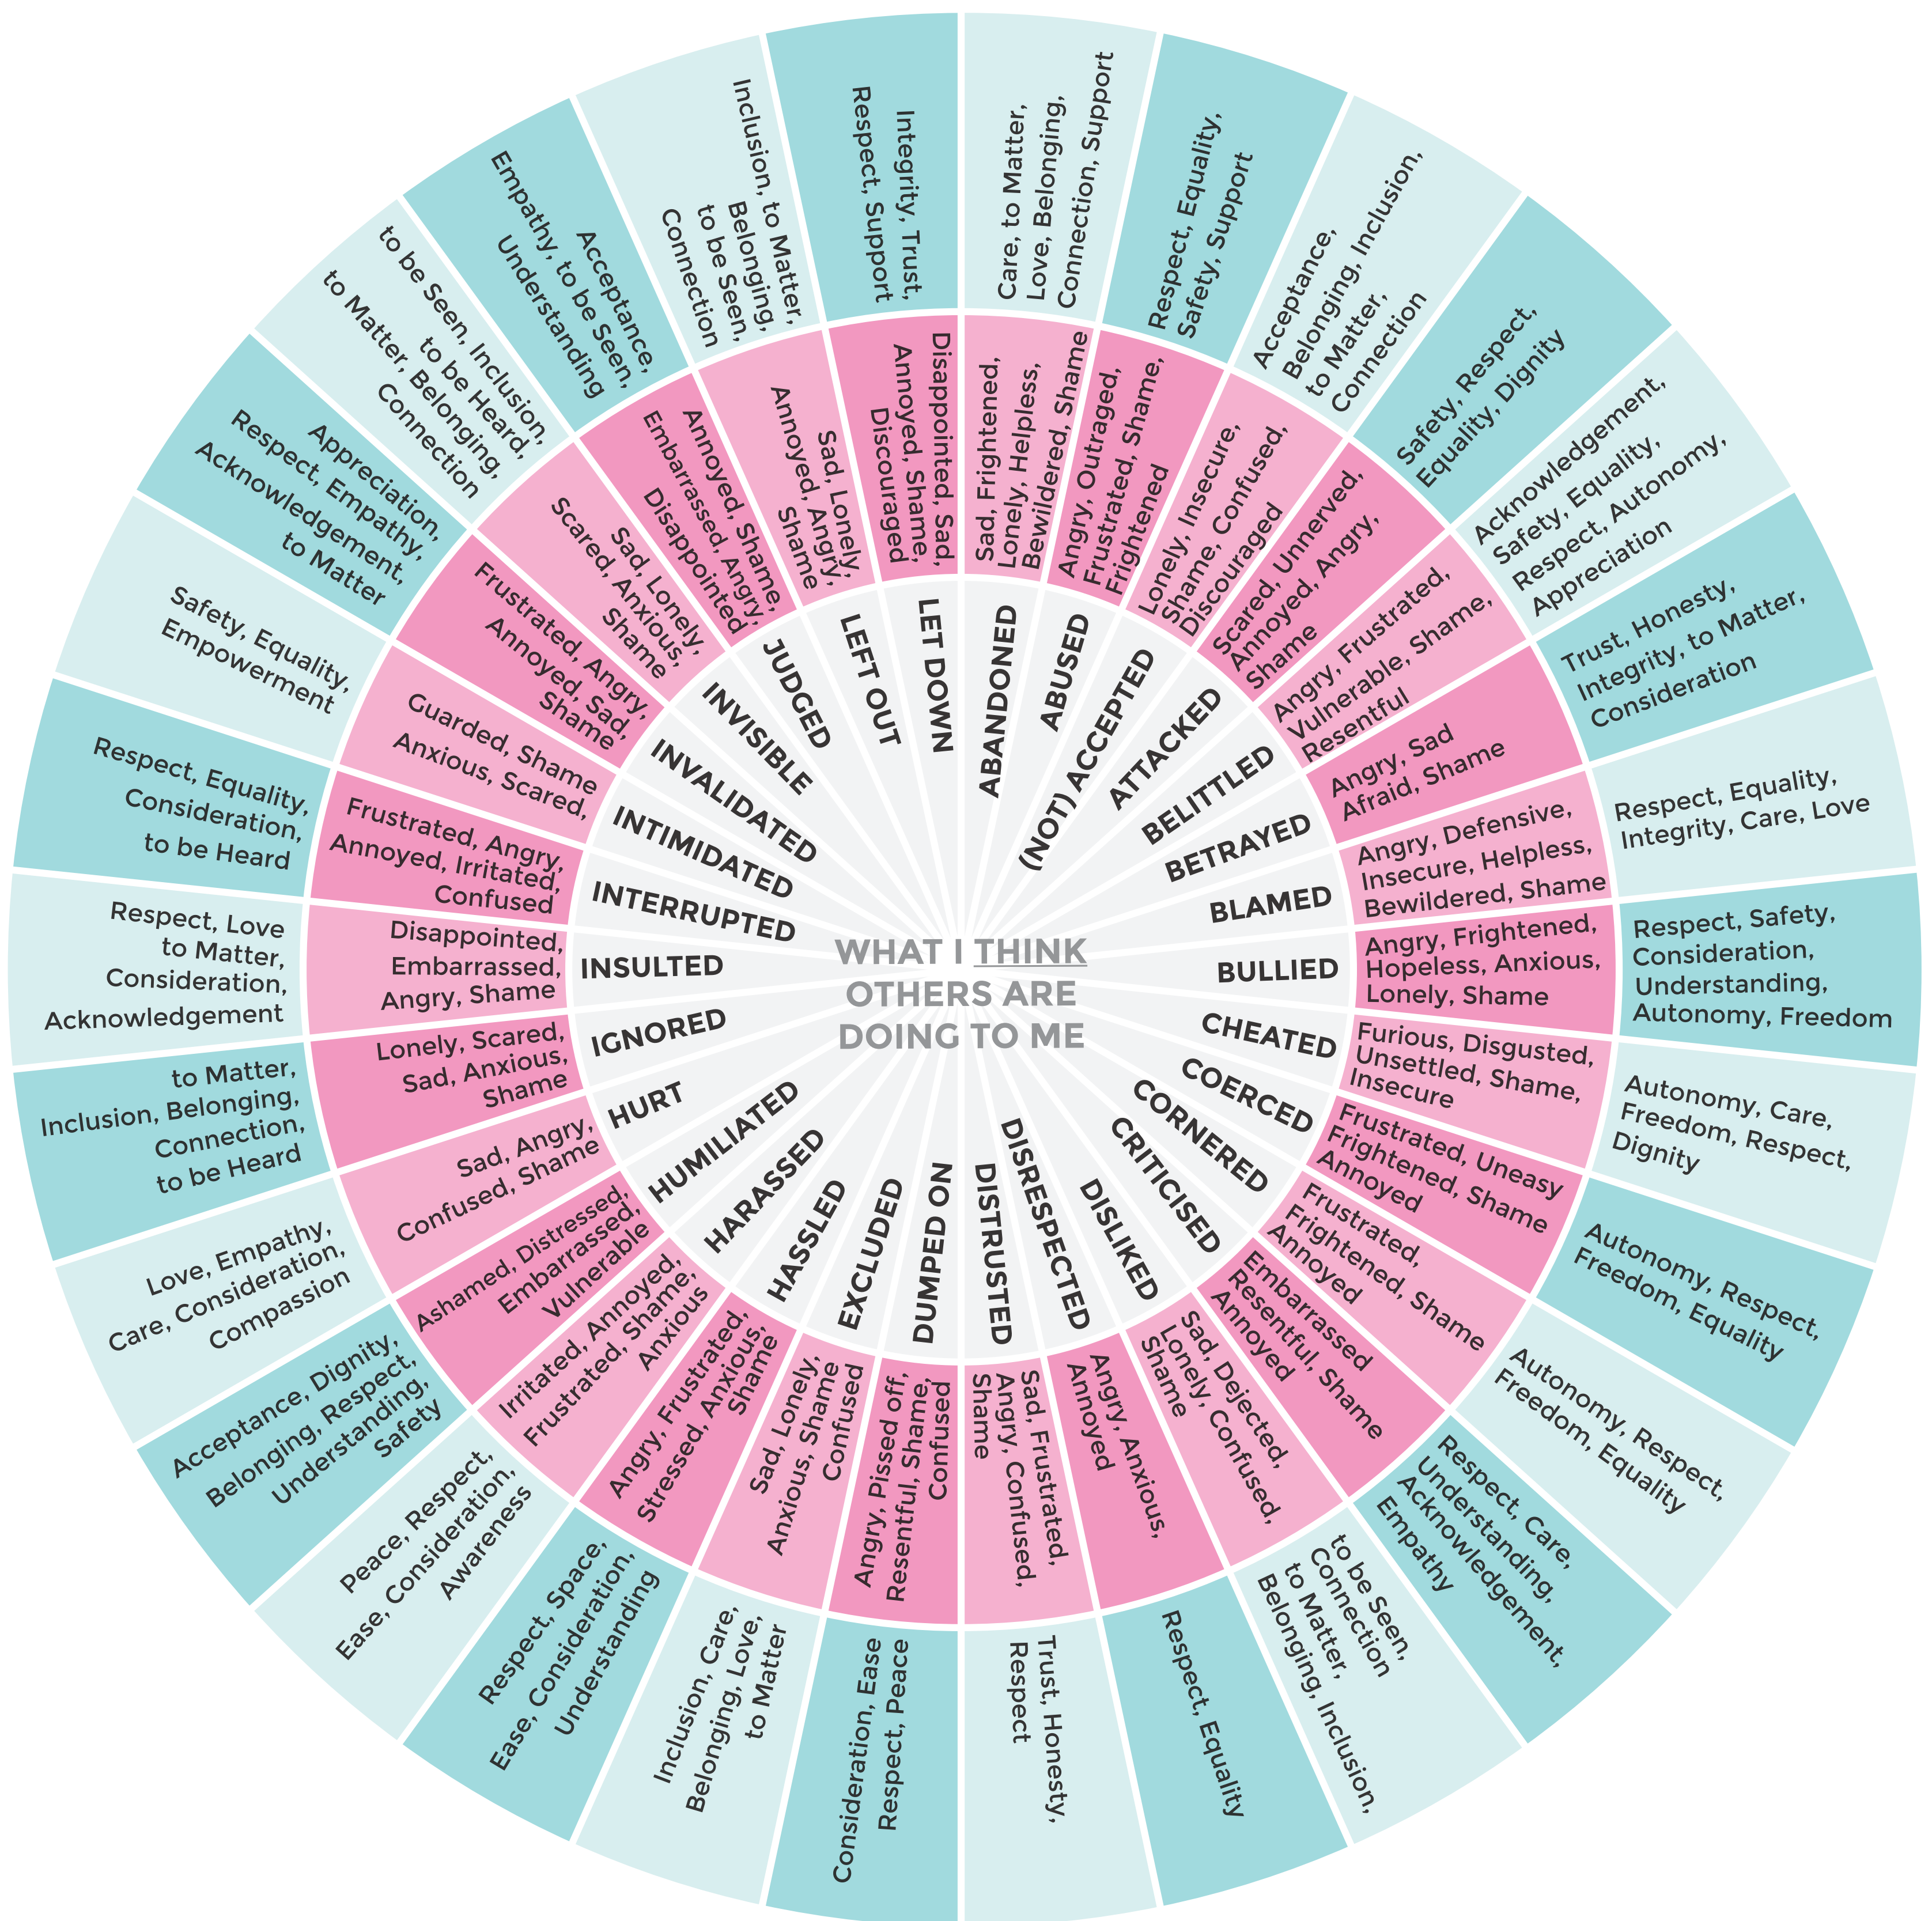 WHAT I THINK
OTHERS ARE
DOING TO ME
ABANDONED
Sad, Frightened,
Lonely, Helpless,
Bewildered, Shame
Care, to Matter,
Love, Belonging,
Connection, Support
ABUSED
Angry, Outraged,
Frustrated, Shame,
Frightened
Respect, Equality,
Safety, Support
(NOT) ACCEPTED
Lonely, Insecure,
Shame, Confused,
Discouraged
Acceptance,
Belonging, Inclusion,
to Matter,
Connection
ATTACKED
Scared, Unnerved,
Annoyed, Angry,
Shame
Safety, Respect,
Equality, Dignity
BELITTLED
Angry, Frustrated,
Vulnerable, Shame,
Resentful
Acknowledgement,
Safety, Equality,
Respect, Autonomy,
Appreciation
BETRAYED
Angry, Sad
Afraid, Shame
Trust, Honesty,
Integrity, to Matter,
Consideration
BLAMED
Angry, Defensive,
Insecure, Helpless,
Bewildered, Shame
Respect, Equality,
Integrity, Care, Love
BULLIED
Angry, Frightened,
Hopeless, Anxious,
Lonely, Shame
Respect, Safety,
Consideration,
Understanding,
Autonomy, Freedom
CHEATED
Furious, Disgusted,
Unsettled, Shame,
Insecure
Autonomy, Care,
Freedom, Respect,
Dignity
COERCED
Frustrated, Uneasy
Frightened, Shame
Annoyed
Autonomy, Respect,
Freedom, Equality
CORNERED
Frustrated,
Frightened, Shame
Annoyed
Autonomy, Respect,
Freedom, Equality
CRITICISED
Embarrassed
Resentful, Shame
Annoyed
Respect, Care,
Understanding,
Acknowledgement,
Empathy
DISLIKED
Sad, Dejected,
Lonely, Confused,
Shame
to be Seen,
Connection
to Matter,
Belonging, Inclusion,
DISRESPECTED
Angry, Anxious,
Annoyed
Respect, Equality
DISTRUSTED
Sad, Frustrated,
Angry, Confused,
Shame
Trust, Honesty,
Respect
DUMPED ON
Angry, Pissed off,
Resentful, Shame,
Confused
Consideration, Ease
Respect, Peace
EXCLUDED
Sad, Lonely,
Anxious, Shame
Confused
Inclusion, Care,
Belonging, Love,
to Matter
HASSLED
Angry, Frustrated,
Stressed, Anxious,
Shame
Respect, Space,
Ease, Consideration,
Understanding
HARASSED
Irritated, Annoyed,
Frustrated, Shame,
Anxious
Peace, Respect,
Ease, Consideration,
Awareness
HUMILIATED
Ashamed, Distressed,
Embarrassed,
Vulnerable
Acceptance, Dignity,
Belonging, Respect,
Understanding,
Safety
HURT
Sad, Angry,
Confused, Shame
Love, Empathy,
Care, Consideration,
Compassion
IGNORED
Lonely, Scared,
Sad, Anxious,
Shame
to Matter,
Inclusion, Belonging,
Connection,
to be Heard
INSULTED
Disappointed,
Embarrassed,
Angry, Shame
Respect, Love
to Matter,
Consideration,
Acknowledgement
INTERRUPTED
Frustrated, Angry,
Annoyed, Irritated,
Confused
Respect, Equality,
Consideration,
to be Heard
INTIMIDATED
Guarded, Shame
Anxious, Scared,
Safety, Equality,
Empowerment
INVALIDATED
Frustrated, Angry,
Annoyed, Sad,
Shame
Appreciation,
Respect, Empathy,
Acknowledgement,
to Matter
INVISIBLE
Sad, Lonely,
Scared, Anxious,
Shame
to be Seen, Inclusion,
to be Heard,
to Matter, Belonging,
Connection
JUDGED
Annoyed, Shame,
Embarrassed, Angry,
Disappointed
Acceptance,
Empathy, to be Seen,
Understanding
LEFT OUT
Sad, Lonely,
Annoyed, Angry,
Shame
Inclusion, to Matter,
Belonging,
to be Seen,
Connection
LET DOWN
Disappointed, Sad,
Annoyed, Shame,
Discouraged
Integrity, Trust,
Respect, Support